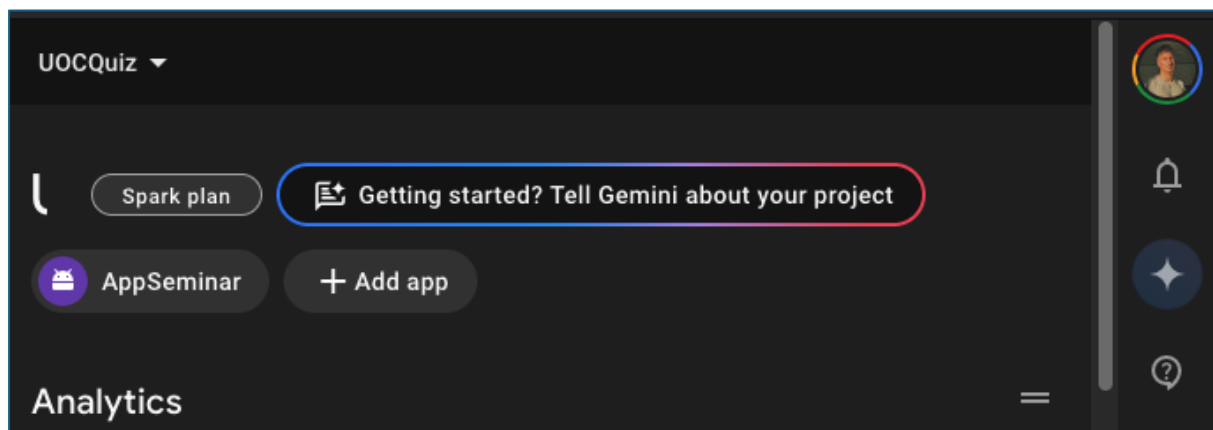 UOCQuiz
Spark plan
Getting started? Tell Gemini about your project
AppSeminar
+ Add app
Analytics